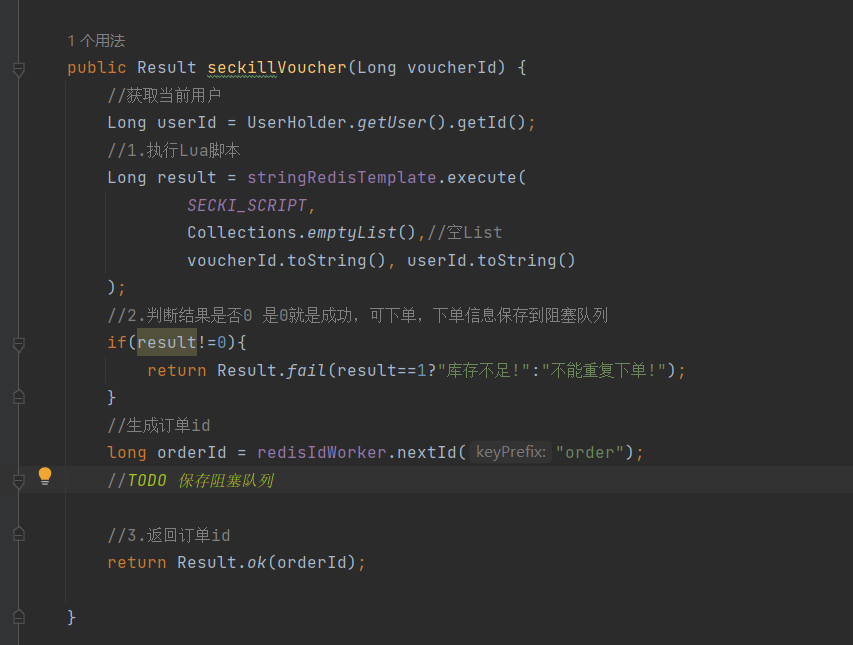 1 个用法
public Result seckillVoucher(Long voucherId) {
//获取当前用户
Long userId = UserHolder.getUser().getId();
//1.执行Lua脚本
Long result = stringRedisTemplate.execute(
SECKI_SCRIPT,
Collections.emptyList(),//空List
voucherId.toString(), userId.toString()
);
//2.判断结果是否0 是0就是成功，可下单，下单信息保存到阻塞队列
if(result!=0){
return Result.fail(result==1?"库存不足!":"不能重复下单!");
}
//生成订单id
long orderId = redisIdWorker.nextId( keyPrefix: "order");
//TODO 保存阻塞队列
//3.返回订单id
return Result.ok(orderId);
}